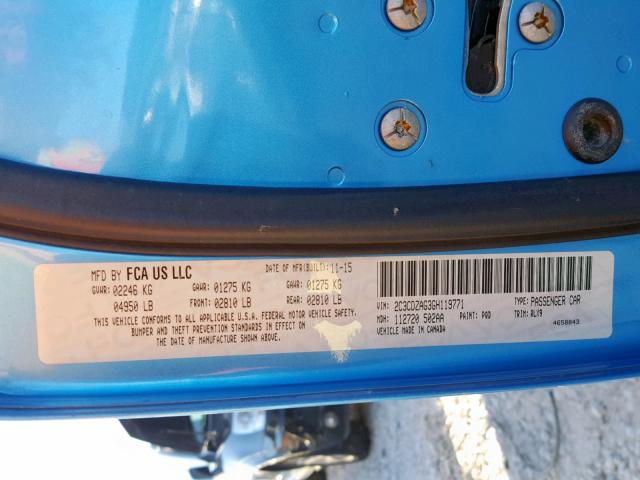 MFD BY FCA US LLC
DATE OF MFR(BUILT): 11-15
GVWR: 02246 KG
04950 LB
GAWR: 01275 KG
FRONT: 02810 LB
GAWR: 01275 KG
REAR: 02810 LB
THIS VEHICLE CONFORMS TO ALL APPLICABLE U.S.A. FEDERAL MOTOR VEHICLE SAFETY,
BUMPER AND THEFT PREVENTION STANDARDS IN EFFECT ON
THE DATE OF MANUFACTURE SHOWN ABOVE.
VIN: 2C3CDZAG3GH119771
TYPE: PASSENGER CAR
MDH: 112720 502AA
PAINT: PQD
TRIM: RLX9
VEHICLE MADE IN CANADA
4658843